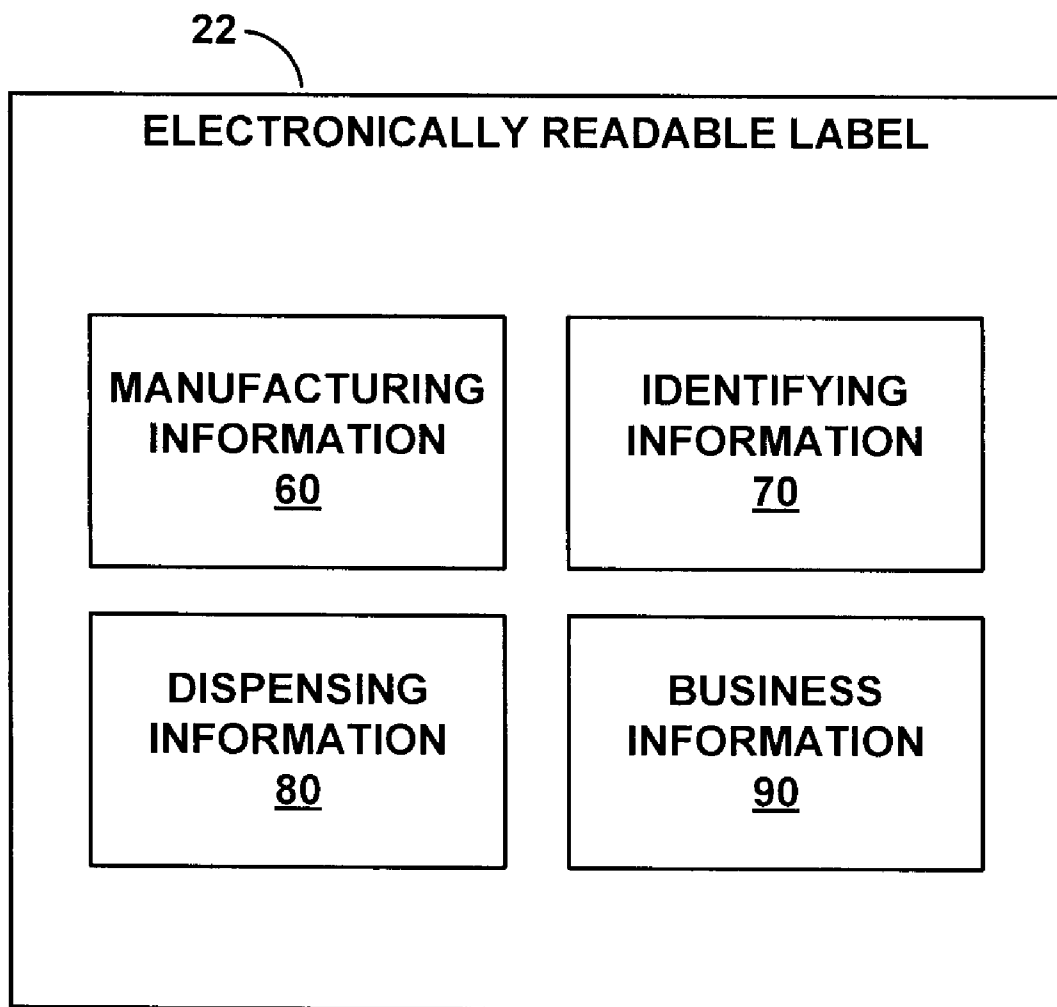 22
ELECTRONICALLY READABLE LABEL
MANUFACTURING
INFORMATION
60
IDENTIFYING
INFORMATION
70
DISPENSING
INFORMATION
80
BUSINESS
INFORMATION
90